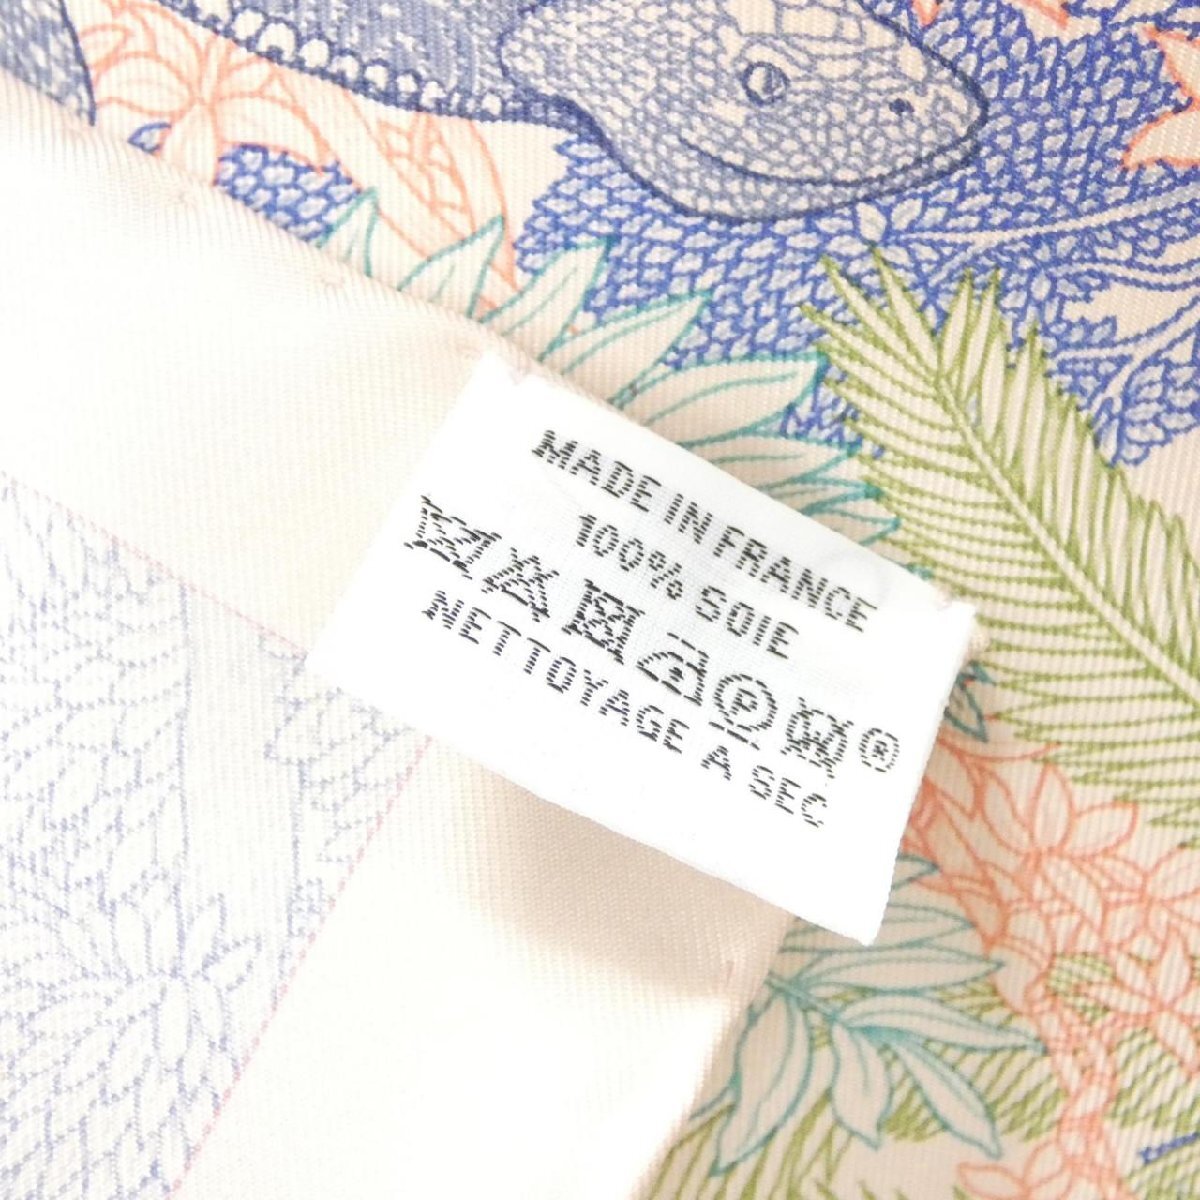 MADE IN FRANCE
100% SOIE
P ®
NETTOYAGE A SEC